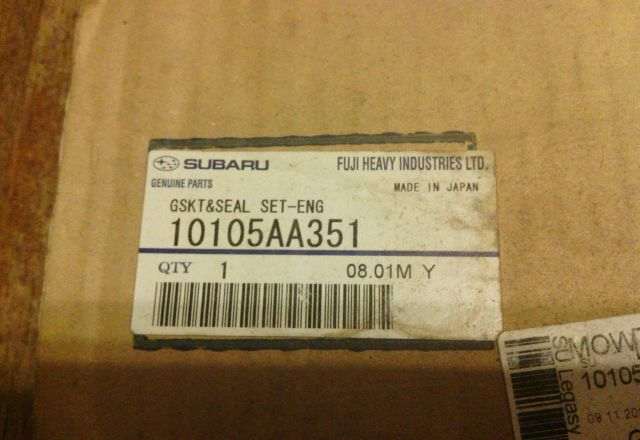 SUBARU
FUJI HEAVY INDUSTRIES LTD.
GENUINE PARTS
MADE IN JAPAN
GSKT&SEAL SET-ENG
10105AA351
QTY 1
08.01M Y
MOW
SU Legasy
10105